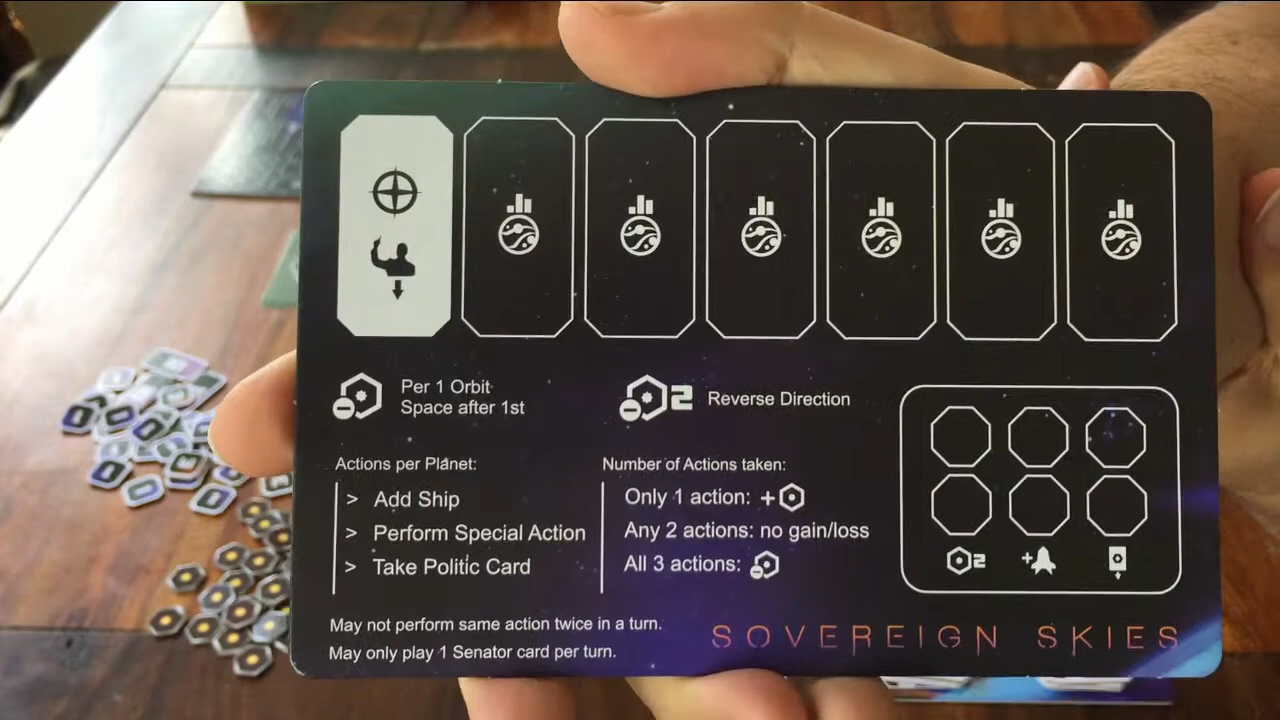 Per 1 Orbit
Space after 1st
2 Reverse Direction
Actions per Planet:
> Add Ship
> Perform Special Action
> Take Politic Card
Number of Actions taken:
Only 1 action: +
Any 2 actions: no gain/loss
All 3 actions:
2 +
May not perform same action twice in a turn.
May only play 1 Senator card per turn.
SOVEREIGN SKIES